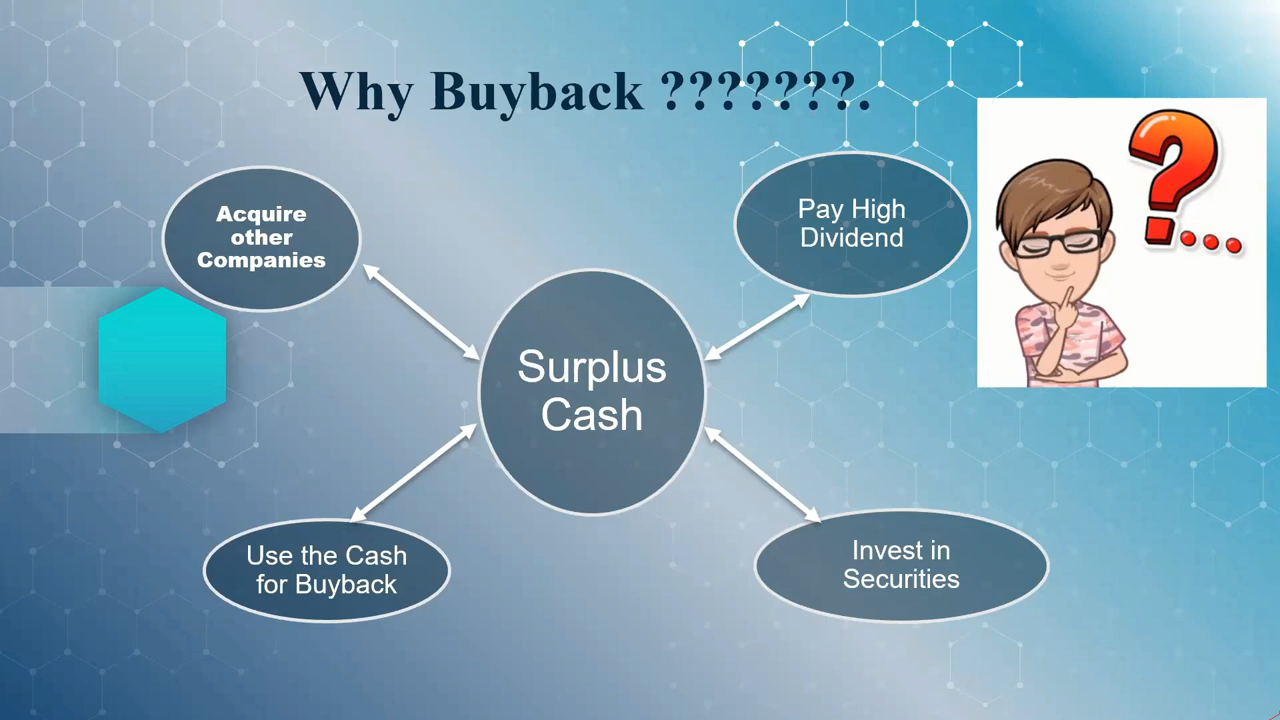 Why Buyback ???????.
Acquire
other
Companies
Pay High
Dividend
Surplus
Cash
Use the Cash
for Buyback
Invest in
Securities